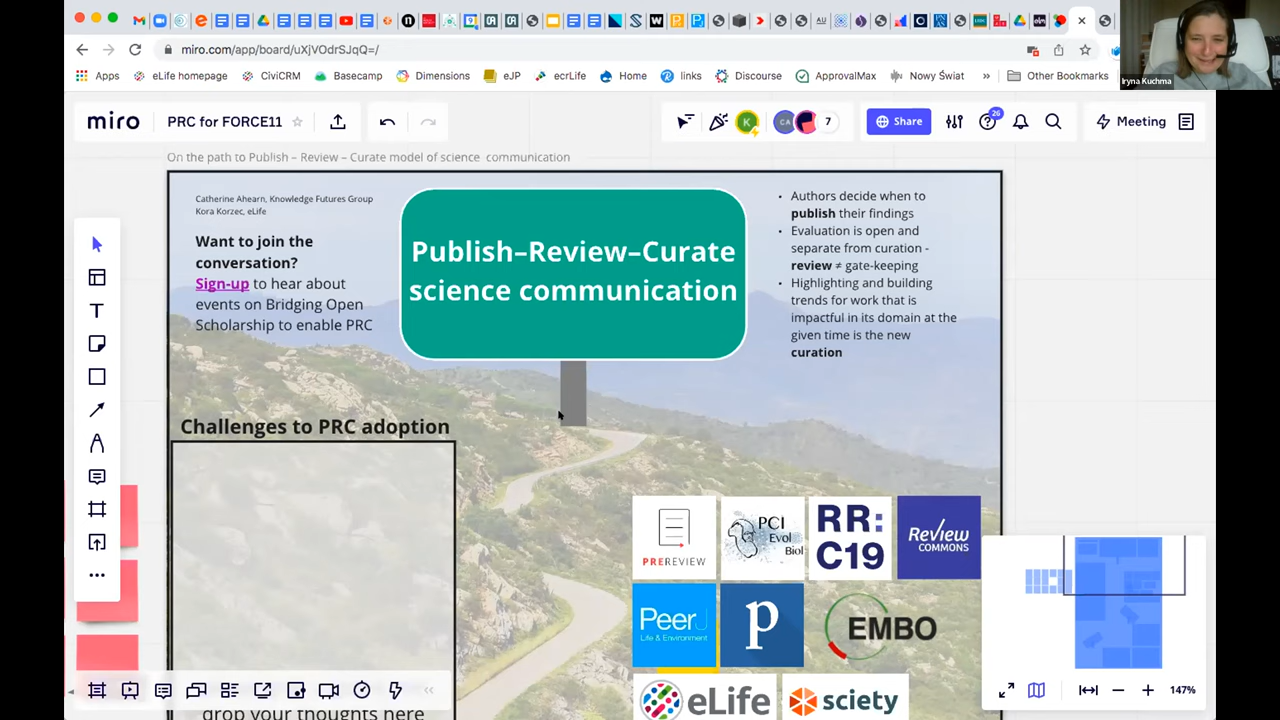 miro.com/app/board/uXjVOdrSJqQ=/
Apps
eLife homepage
CiviCRM
Basecamp
Dimensions
eJP
ecrLife
Home
links
Discourse
ApprovalMax
Nowy Świat
»
Other Bookmarks
Iryna Kuchma
miro
PRC for FORCE11
7
Share
26
Meeting
On the path to Publish – Review – Curate model of science communication
Catherine Ahearn, Knowledge Futures Group
Kora Korzec, eLife
Want to join the
conversation?
Sign-up to hear about
events on Bridging Open
Scholarship to enable PRC
Publish–Review–Curate
science communication
• Authors decide when to
publish their findings
• Evaluation is open and
separate from curation -
review ≠ gate-keeping
• Highlighting and building
trends for work that is
impactful in its domain at the
given time is the new
curation
Challenges to PRC adoption
drop your thoughts here
PREREVIEW
PCI
Evol
Biol
RR:
C19
Review
COMMONS
PeerJ
Life & Environment
p
EMBO
eLife
sciety
147%